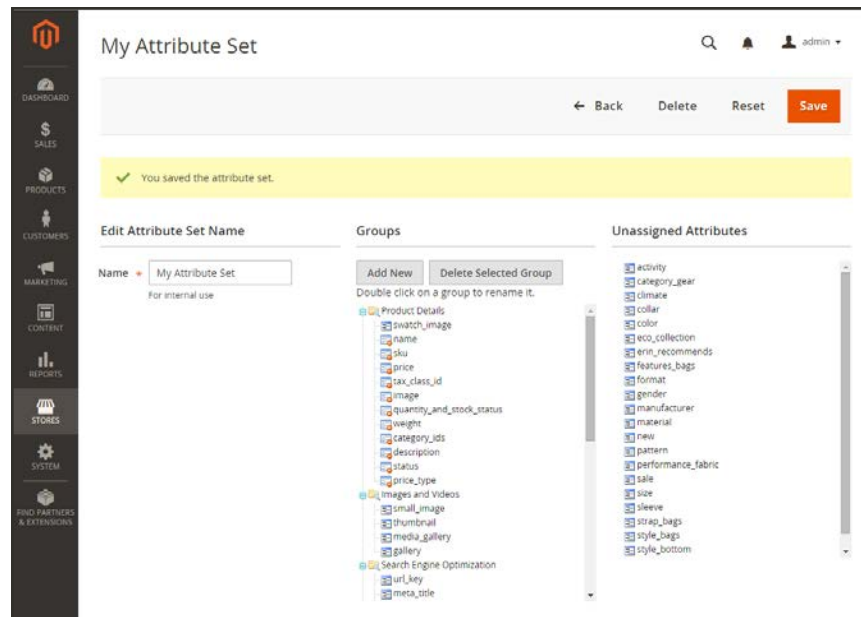 My Attribute Set
admin
DASHBOARD
SALES
PRODUCTS
CUSTOMERS
MARKETING
CONTENT
REPORTS
STORES
SYSTEM
FIND PARTNERS
& EXTENSIONS
Back Delete Reset Save
You saved the attribute set.
Edit Attribute Set Name
Name * My Attribute Set
For internal use
Groups
Add New Delete Selected Group
Double click on a group to rename it.
Product Details
swatch_image
name
sku
price
tax_class_id
image
quantity_and_stock_status
weight
category_ids
description
status
price_type
Images and Videos
small_image
thumbnail
media_gallery
gallery
Search Engine Optimization
url_key
meta_title
Unassigned Attributes
activity
category_gear
climate
collar
color
eco_collection
erin_recommends
features_bags
format
gender
manufacturer
material
new
pattern
performance_fabric
sale
size
sleeve
strap_bags
style_bags
style_bottom